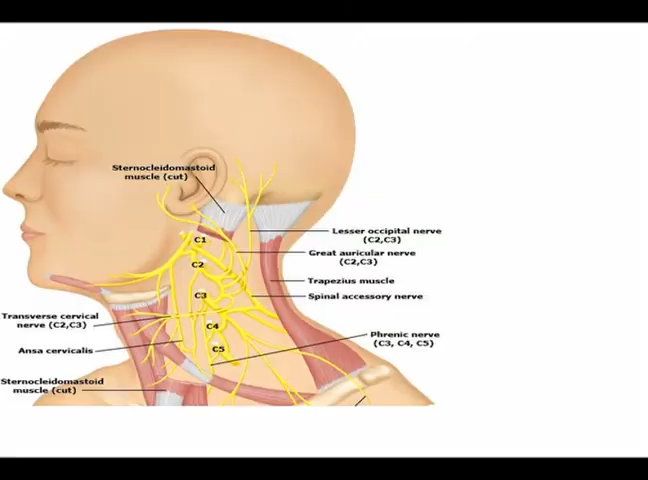 Sternocleidomastoid
muscle (cut)
Lesser occipital nerve
(C2,C3)
C1
Great auricular nerve
(C2,C3)
C2
Trapezius muscle
C3
Spinal accessory nerve
Transverse cervical
nerve (C2,C3)
C4
Phrenic nerve
(C3, C4, C5)
Ansa cervicalis
C5
Sternocleidomastoid
muscle (cut)